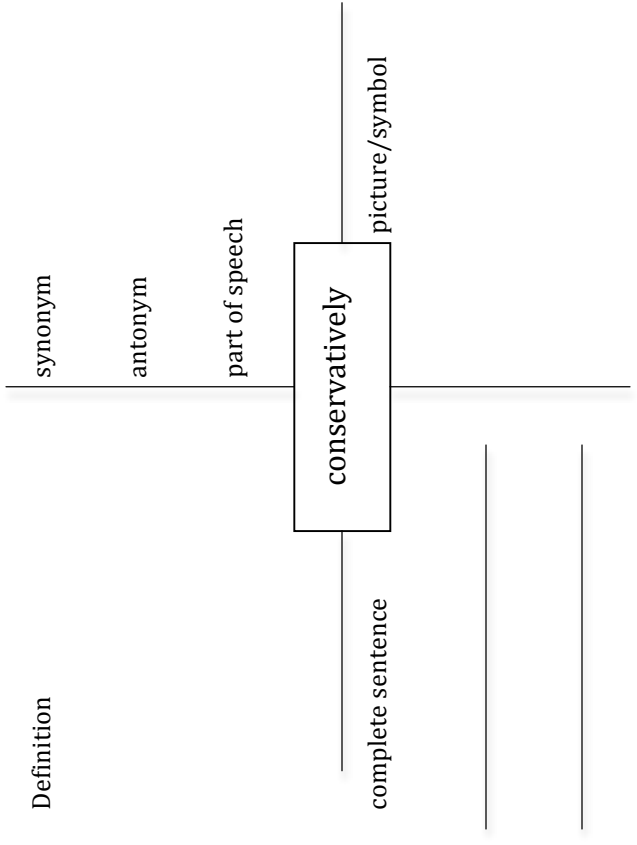 Definition
synonym
antonym
part of speech
conservatively
complete sentence
picture/symbol